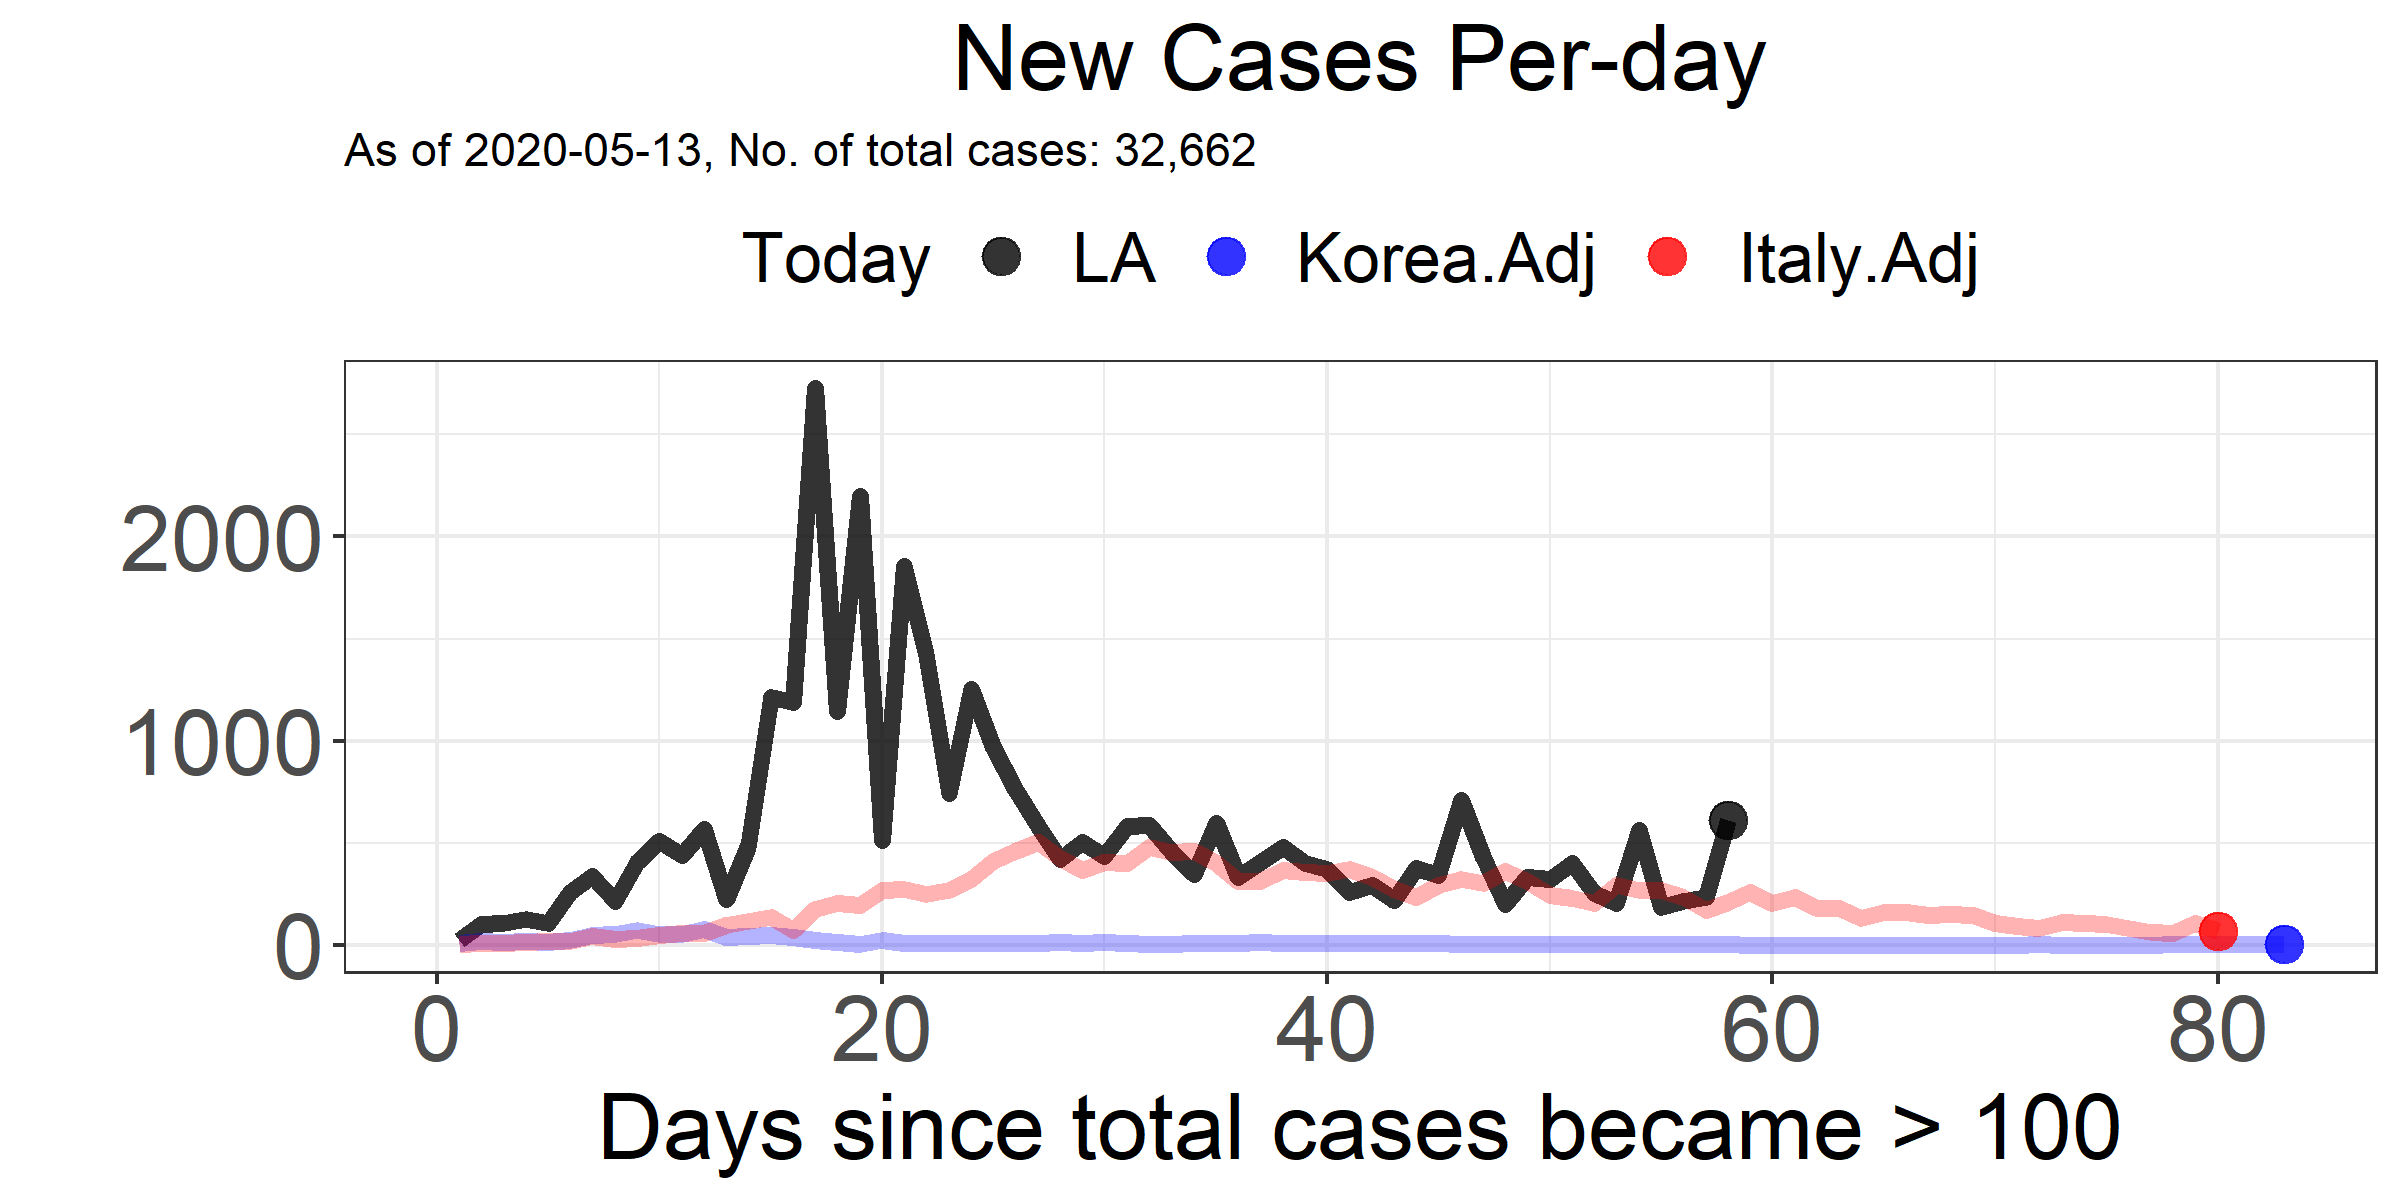 New Cases Per-day
As of 2020-05-13, No. of total cases: 32,662
Today LA Korea.Adj Italy.Adj
2000
1000
0
0 20 40 60 80
Days since total cases became > 100